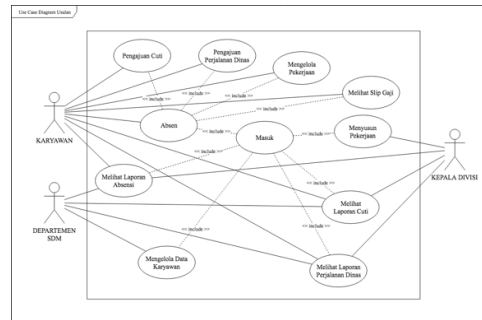 Use Case Diagram Usulan
Pengajuan Cuti
Pengajuan
Perjalanan Dinas
Mengelola
Pekerjaan
Melihat Slip Gaji
<< include >>
<< include >>
<< include >>
<< include >>
KARYAWAN
Absen
<< include >>
Masuk
<< include >>
Menyusun
Pekerjaan
<< include >>
KEPALA DIVISI
Melihat Laporan
Absensi
<< include >>
DEPARTEMEN
SDM
Melihat
Laporan Cuti
<< include >>
<< include >>
Mengelola Data
Karyawan
Melihat Laporan
Perjalanan Dinas